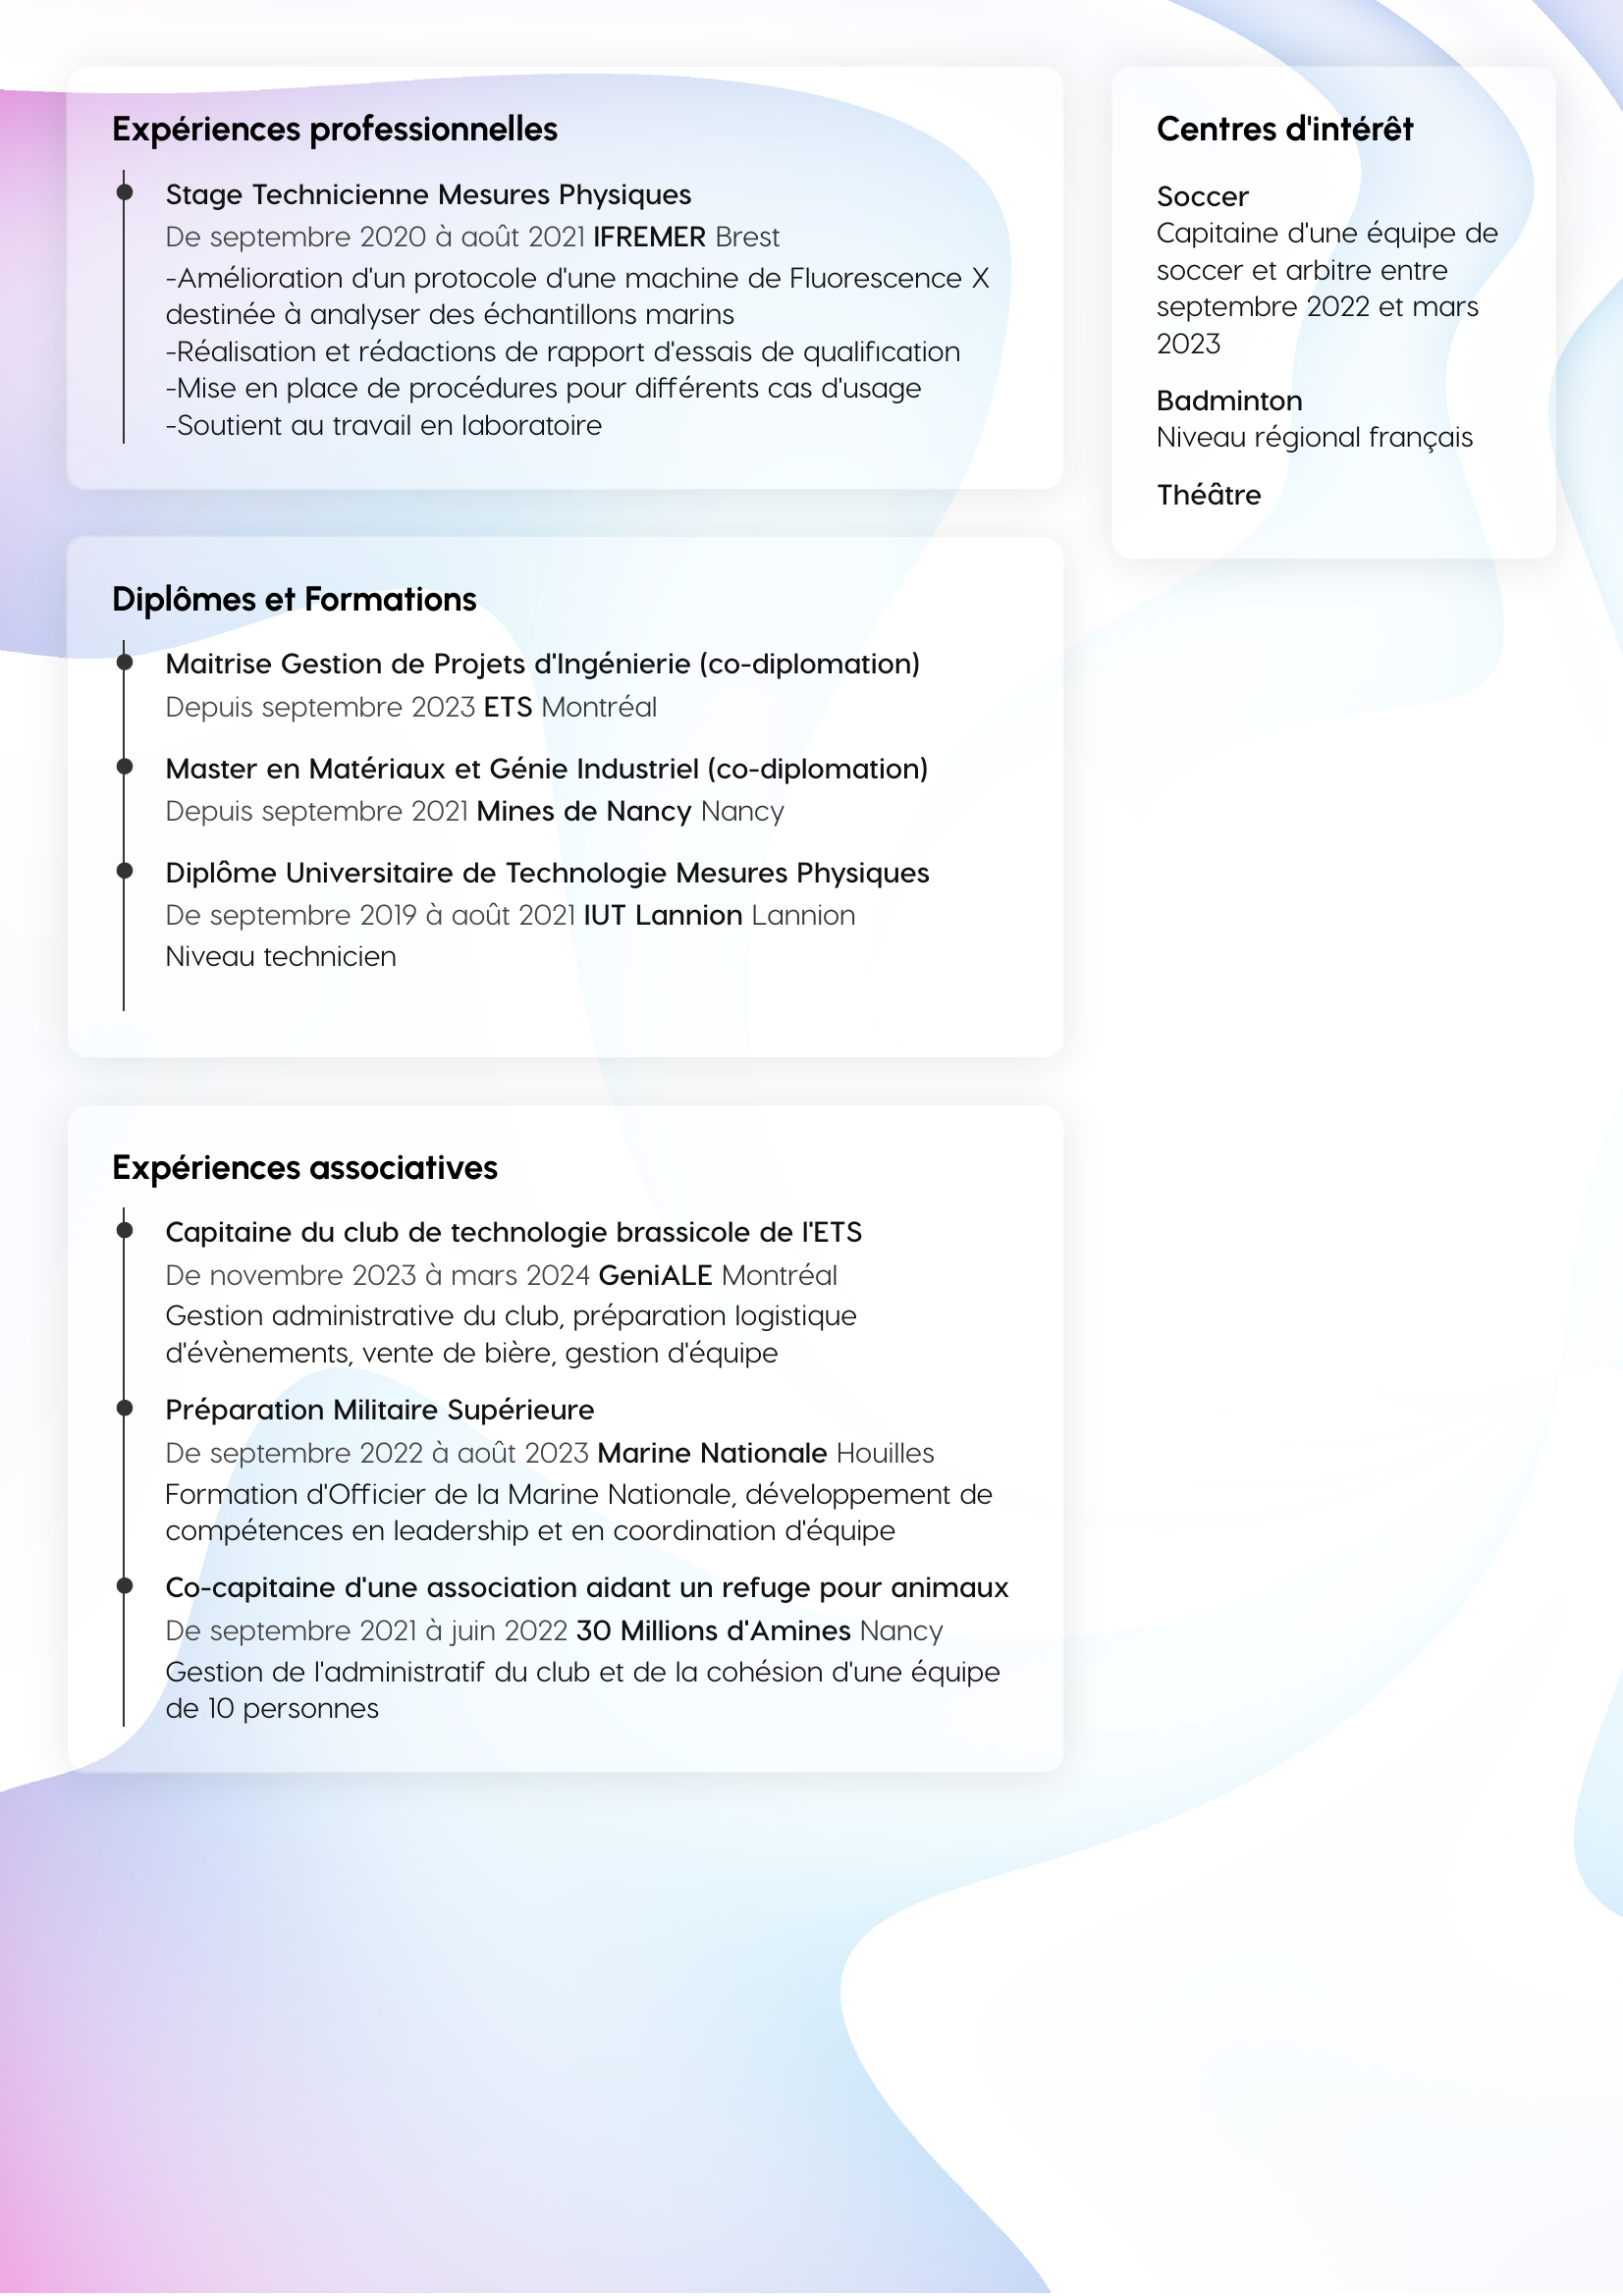 Expériences professionnelles
Stage Technicienne Mesures Physiques
De septembre 2020 à août 2021 IFREMER Brest
-Amélioration d'un protocole d'une machine de Fluorescence X
destinée à analyser des échantillons marins
-Réalisation et rédactions de rapport d'essais de qualification
-Mise en place de procédures pour différents cas d'usage
-Soutient au travail en laboratoire
Diplômes et Formations
Maitrise Gestion de Projets d'Ingénierie (co-diplomation)
Depuis septembre 2023 ETS Montréal
Master en Matériaux et Génie Industriel (co-diplomation)
Depuis septembre 2021 Mines de Nancy Nancy
Diplôme Universitaire de Technologie Mesures Physiques
De septembre 2019 à août 2021 IUT Lannion Lannion
Niveau technicien
Expériences associatives
Capitaine du club de technologie brassicole de l'ETS
De novembre 2023 à mars 2024 GeniALE Montréal
Gestion administrative du club, préparation logistique
d'évènements, vente de bière, gestion d'équipe
Préparation Militaire Supérieure
De septembre 2022 à août 2023 Marine Nationale Houilles
Formation d'Officier de la Marine Nationale, développement de
compétences en leadership et en coordination d'équipe
Co-capitaine d'une association aidant un refuge pour animaux
De septembre 2021 à juin 2022 30 Millions d'Amines Nancy
Gestion de l'administratif du club et de la cohésion d'une équipe
de 10 personnes
Centres d'intérêt
Soccer
Capitaine d'une équipe de
soccer et arbitre entre
septembre 2022 et mars
2023
Badminton
Niveau régional français
Théâtre